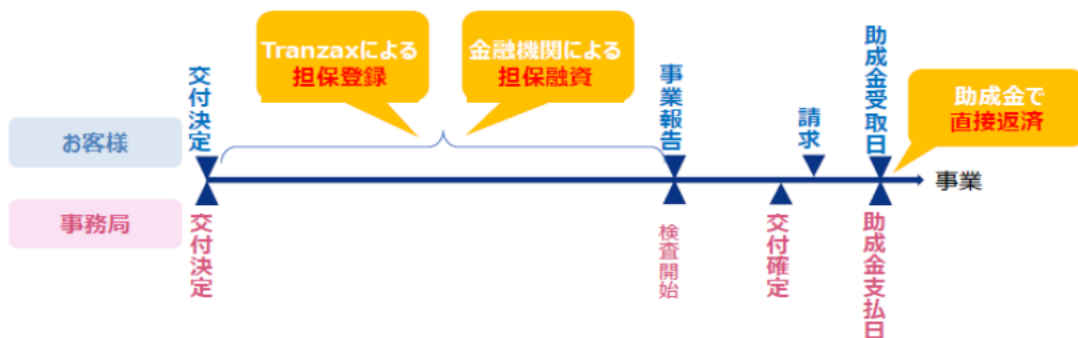 Tranzaxによる
担保登録
金融機関による
担保融資
助成金で
直接返済
お客様
交付決定
事業報告
請求
助成金受取日
事業
事務局
交付決定
検査開始
交付確定
助成金支払日